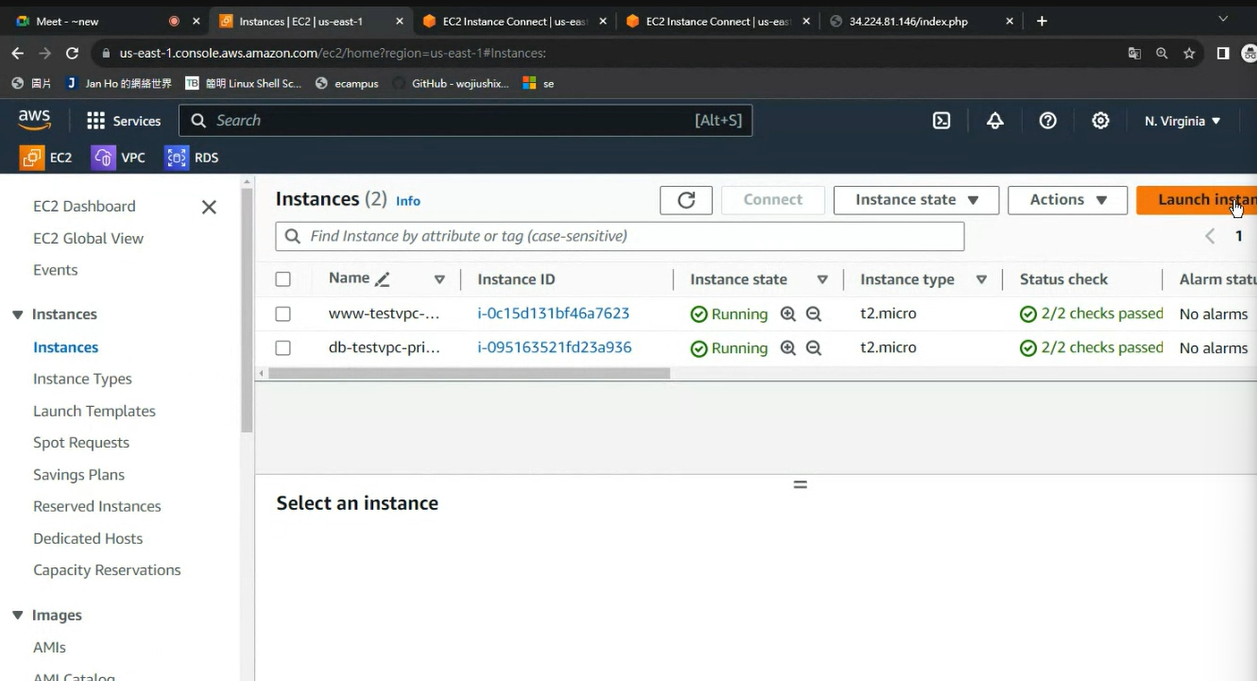 Meet - ~new
Instances | EC2 | us-east-1
EC2 Instance Connect | us-eas
EC2 Instance Connect | us-eas
34.224.81.146/index.php
us-east-1.console.aws.amazon.com/ec2/home?region=us-east-1#Instances:
圖片
J Jan Ho 的網絡世界
TB 簡明 Linux Shell Sc...
ecampus
GitHub - wojiushix...
se
aws
Services
Search
[Alt+S]
N. Virginia
EC2
VPC
RDS
EC2 Dashboard
EC2 Global View
Events
Instances
Instances
Instance Types
Launch Templates
Spot Requests
Savings Plans
Reserved Instances
Dedicated Hosts
Capacity Reservations
Images
AMIs
AMI Catalog
Instances (2) Info
Connect
Instance state
Actions
Launch instan
Find Instance by attribute or tag (case-sensitive)
1
Name Instance ID Instance state Instance type Status check Alarm statu
www-testvpc-... i-0c15d131bf46a7623 Running t2.micro 2/2 checks passed No alarms
db-testvpc-pri... i-095163521fd23a936 Running t2.micro 2/2 checks passed No alarms
Select an instance